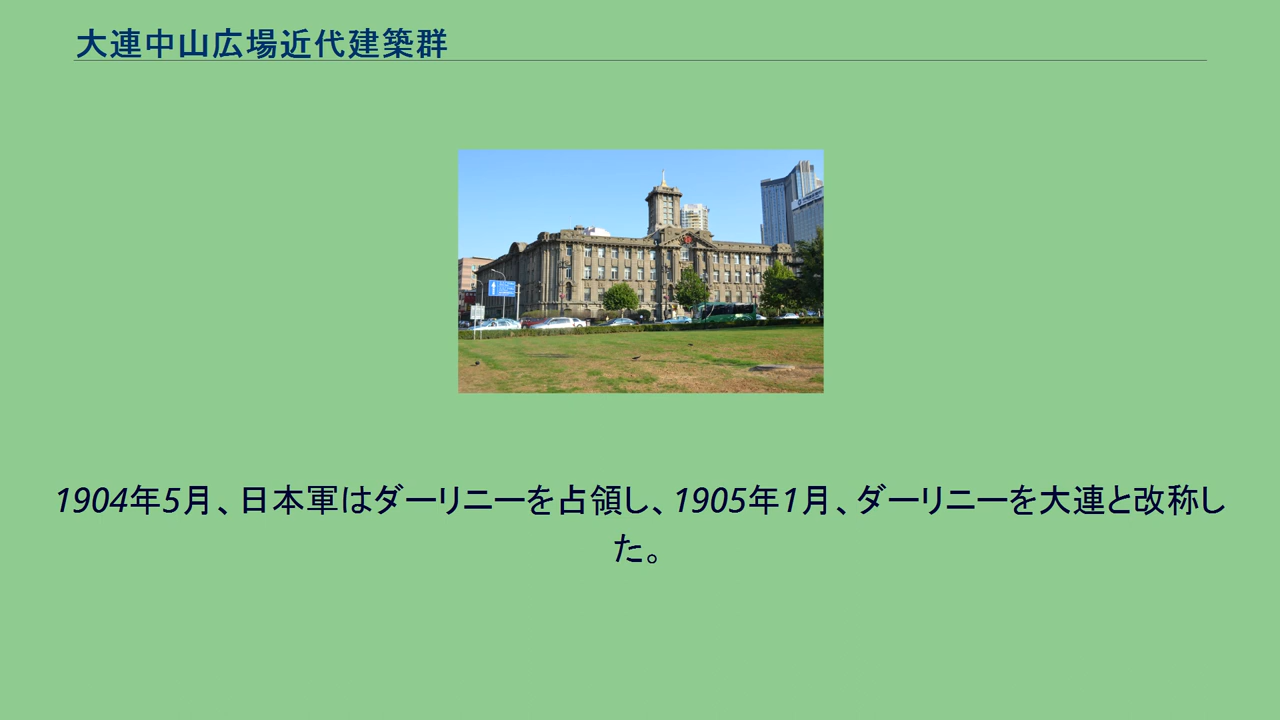 大連中山広場近代建築群
1904年5月、日本軍はダーリニーを占領し、1905年1月、ダーリニーを大連と改称し
た。